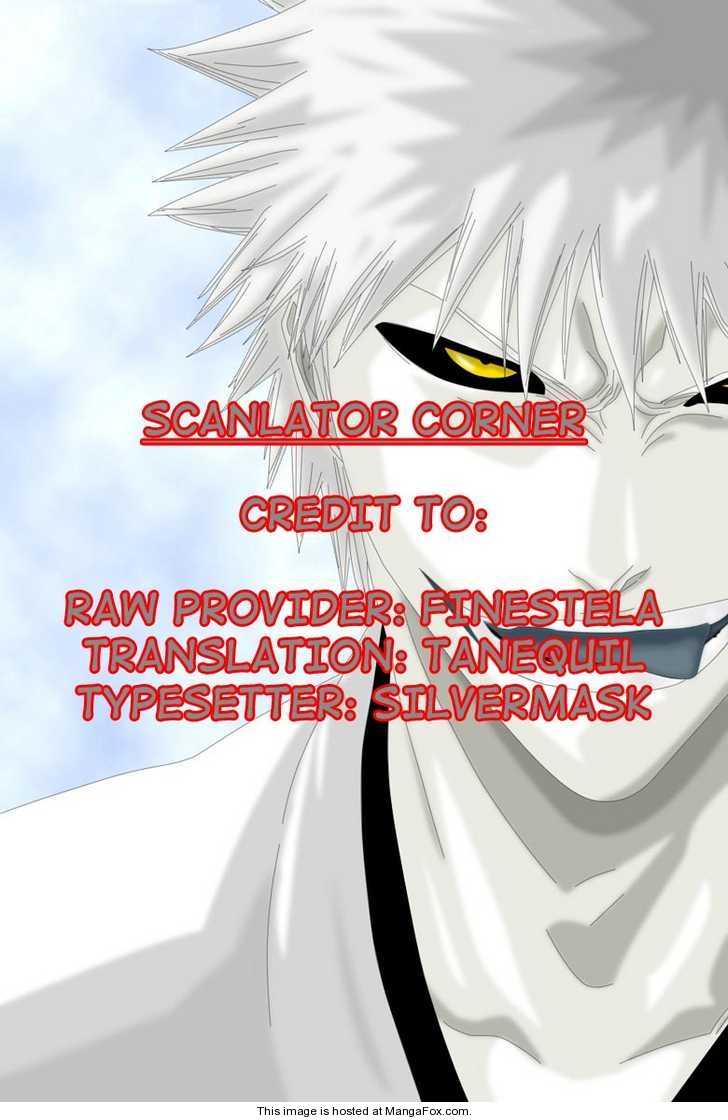 SCANLATOR CORNER
CREDIT TO:
RAW PROVIDER: FINESTELA
TRANSLATION: TANEQUIL
TYPESETTER: SILVERMASK
This image is hosted at MangaFox.com.